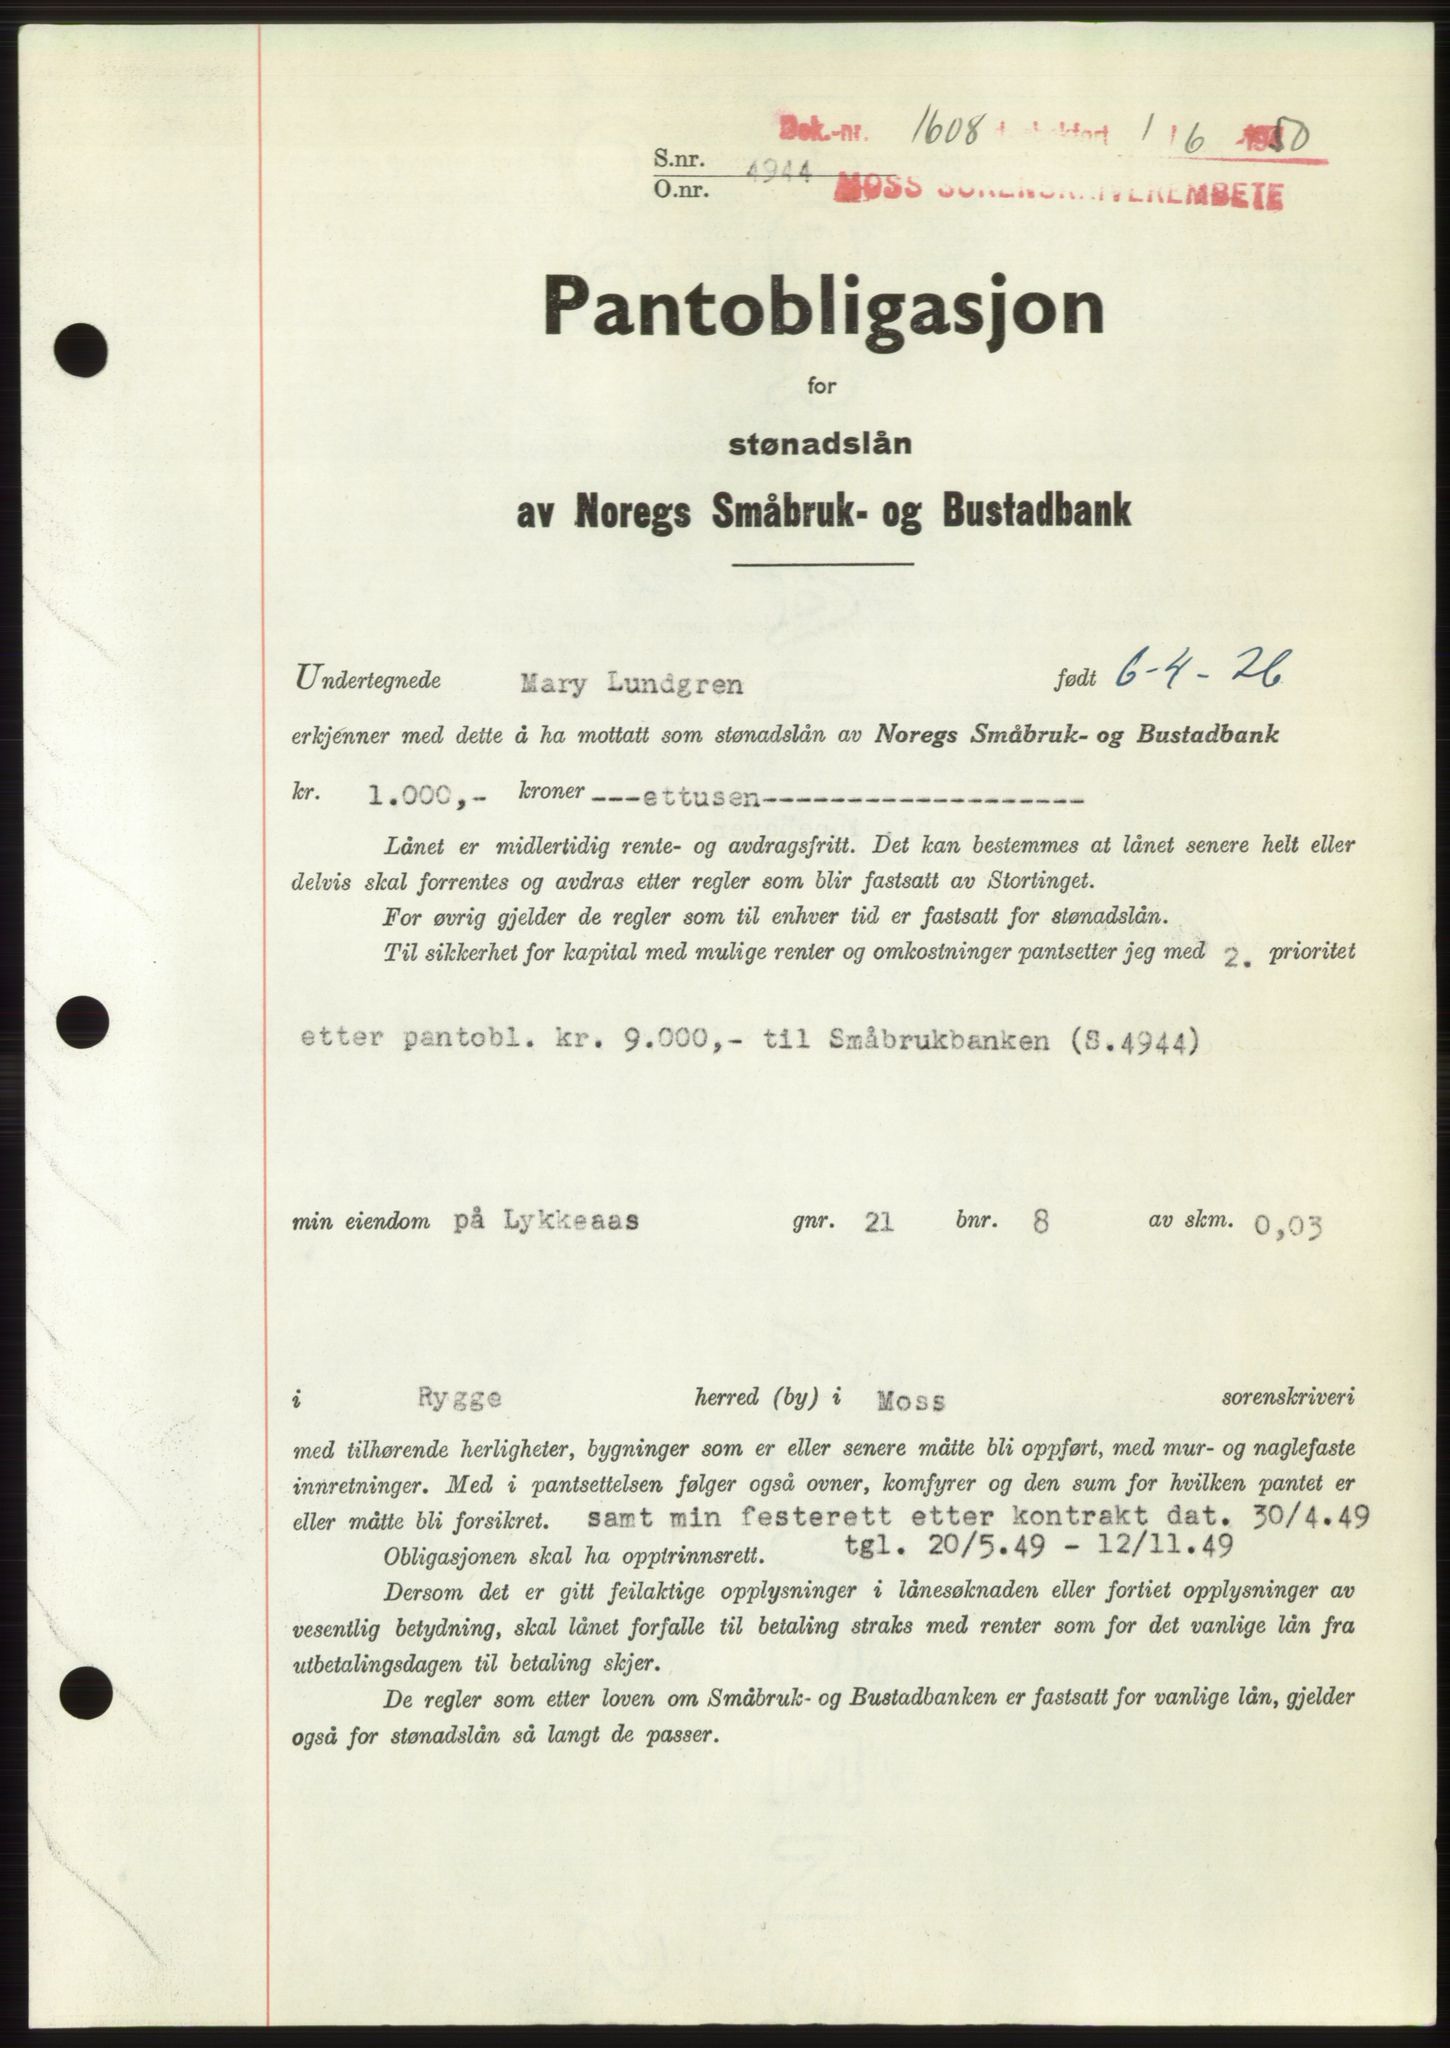 Dok.-nr. 1608 1/6 1950
S.nr. 4944
O.nr.
MOSS SORENSKRIVEREMBETE
Pantobligasjon
for
stønadslån
av Noregs Småbruk- og Bustadbank
Undertegnede Mary Lundgren født 6-4-26
erkjenner med dette å ha mottatt som stønadslån av Noregs Småbruk- og Bustadbank
kr. 1.000,- kroner ---ettusen---------------------
Lånet er midlertidig rente- og avdragsfritt. Det kan bestemmes at lånet senere helt eller
delvis skal forrentes og avdras etter regler som blir fastsatt av Stortinget.
For øvrig gjelder de regler som til enhver tid er fastsatt for stønadslån.
Til sikkerhet for kapital med mulige renter og omkostninger pantsetter jeg med 2. prioritet
etter pantobl. kr. 9.000,- til Småbrukbanken (S.4944)
min eiendom på Lykkeaas gnr. 21 bnr. 8 av skm. 0,03
i Rygge herred (by) i Moss sorenskriveri
med tilhørende herligheter, bygninger som er eller senere måtte bli oppført, med mur- og naglefaste
innretninger. Med i pantsettelsen følger også ovner, komfyrer og den sum for hvilken pantet er
eller måtte bli forsikret. samt min festerett etter kontrakt dat. 30/4.49
Obligasjonen skal ha opptrinnsrett. tgl. 20/5.49 - 12/11.49
Dersom det er gitt feilaktige opplysninger i lånesøknaden eller fortiet opplysninger av
vesentlig betydning, skal lånet forfalle til betaling straks med renter som for det vanlige lån fra
utbetalingsdagen til betaling skjer.
De regler som etter loven om Småbruk- og Bustadbanken er fastsatt for vanlige lån, gjelder
også for stønadslån så langt de passer.